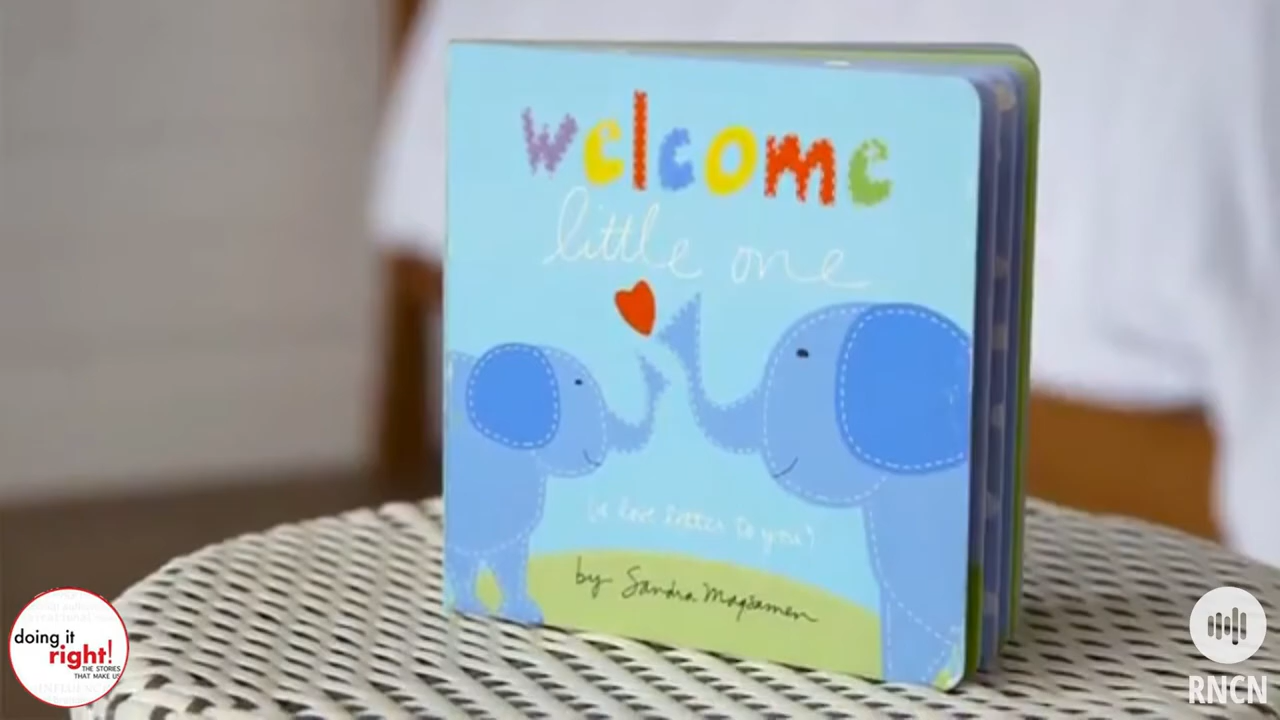 welcome
little one
(a love letter to you)
by Sandra Magsamen
doing it
right!
THE STORIES
THAT MAKE US
RNCN